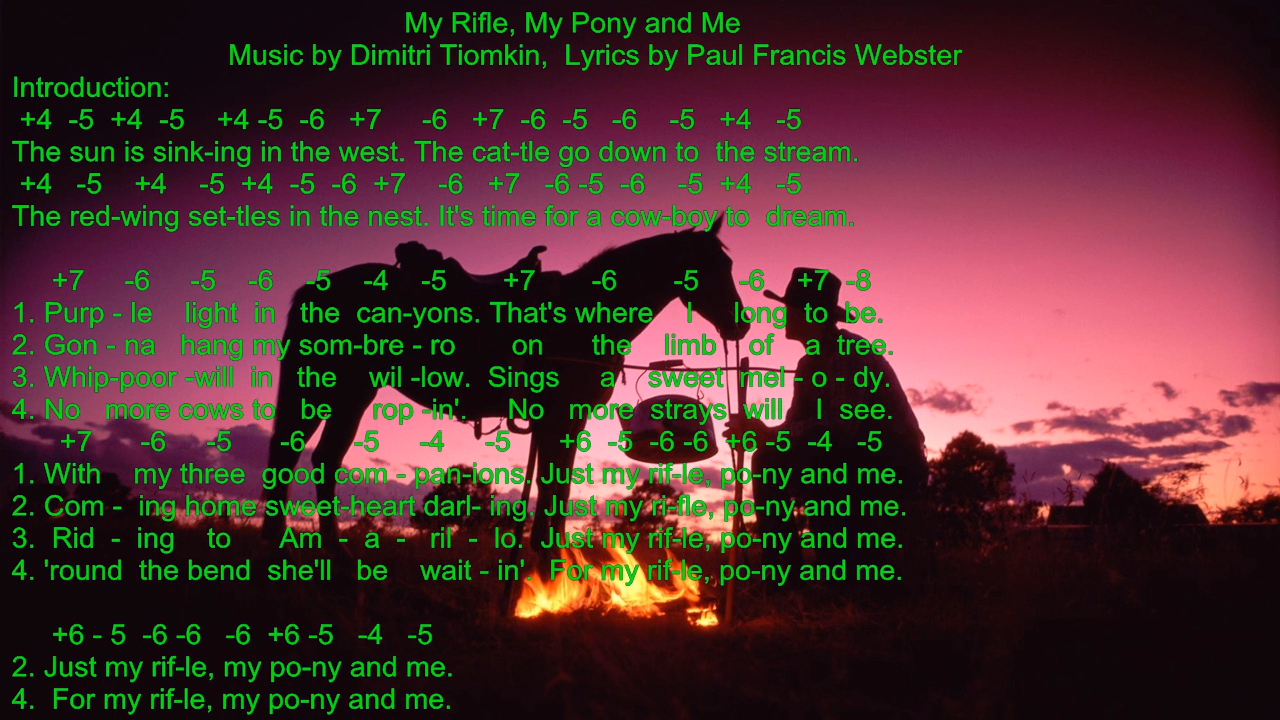 My Rifle, My Pony and Me
Music by Dimitri Tiomkin, Lyrics by Paul Francis Webster
Introduction:
+4 -5 +4 -5 +4 -5 -6 +7 -6 +7 -6 -5 -6 -5 +4 -5
The sun is sink-ing in the west. The cat-tle go down to the stream.
+4 -5 +4 -5 +4 -5 -6 +7 -6 +7 -6 -5 -6 -5 +4 -5
The red-wing set-tles in the nest. It's time for a cow-boy to dream.
+7 -6 -5 -6 -5 -4 -5 +7 -6 -5 -6 +7 -8
1. Purp - le light in the can-yons. That's where I long to be.
2. Gon - na hang my som-bre - ro on the limb of a tree.
3. Whip-poor -will in the wil -low. Sings a sweet mel - o - dy.
4. No more cows to be rop -in'. No more strays will I see.
+7 -6 -5 -6 -5 -4 -5 +6 -5 -6 -6 +6 -5 -4 -5
1. With my three good com - pan-ions. Just my rif-le, po-ny and me.
2. Com - ing home sweet-heart darl- ing. Just my ri-fle, po-ny and me.
3. Rid - ing to Am - a - ril - lo. Just my rif-le, po-ny and me.
4. 'round the bend she'll be wait - in'. For my rif-le, po-ny and me.
+6 - 5 -6 -6 -6 +6 -5 -4 -5
2. Just my rif-le, my po-ny and me.
4. For my rif-le, my po-ny and me.